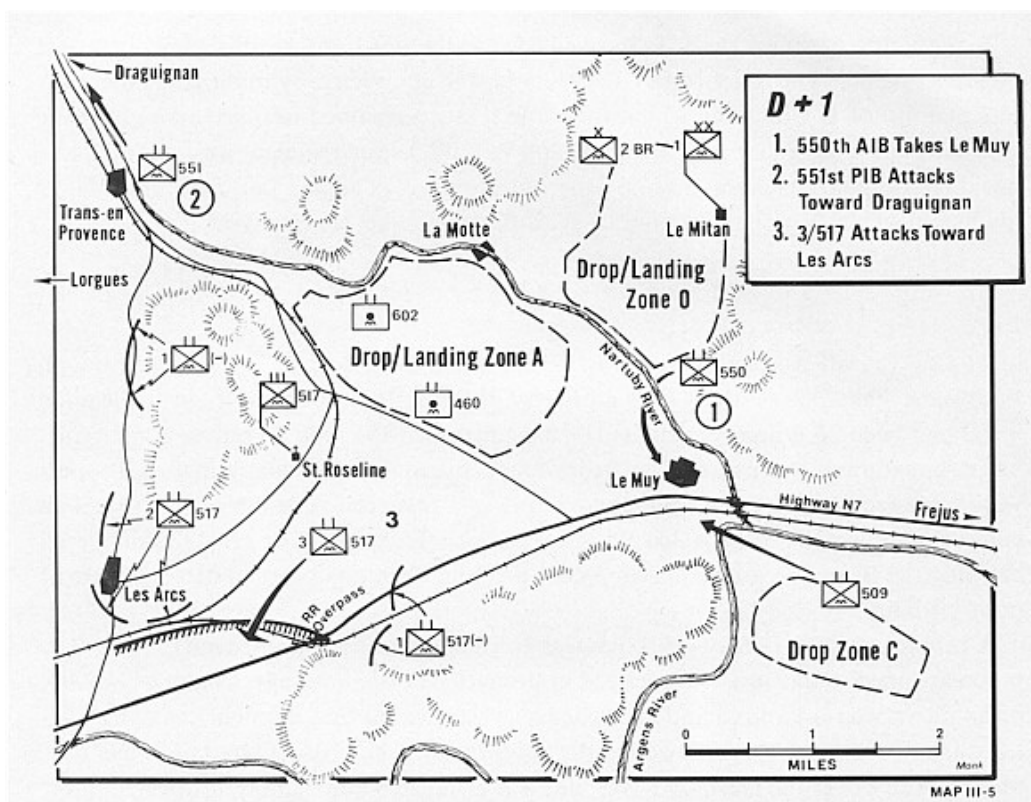 Draguignan
551
2
Trans-en
Provence
Lorgues
La Motte
2 BR
X
XX
1
Le Mitan
Drop/Landing
Zone O
D + 1
1. 550th AIB Takes Le Muy
2. 551st PIB Attacks
Toward Draguignan
3. 3/517 Attacks Toward
Les Arcs
602
Drop/Landing Zone A
460
1
(-)
517
St. Roseline
Nartuby River
550
1
Le Muy
Highway N7
Frejus
2
517
Les Arcs
3
3
517
RR
Overpass
1
517(-)
509
Drop Zone C
Argens River
0
1
2
MILES
Monk
MAP III-5